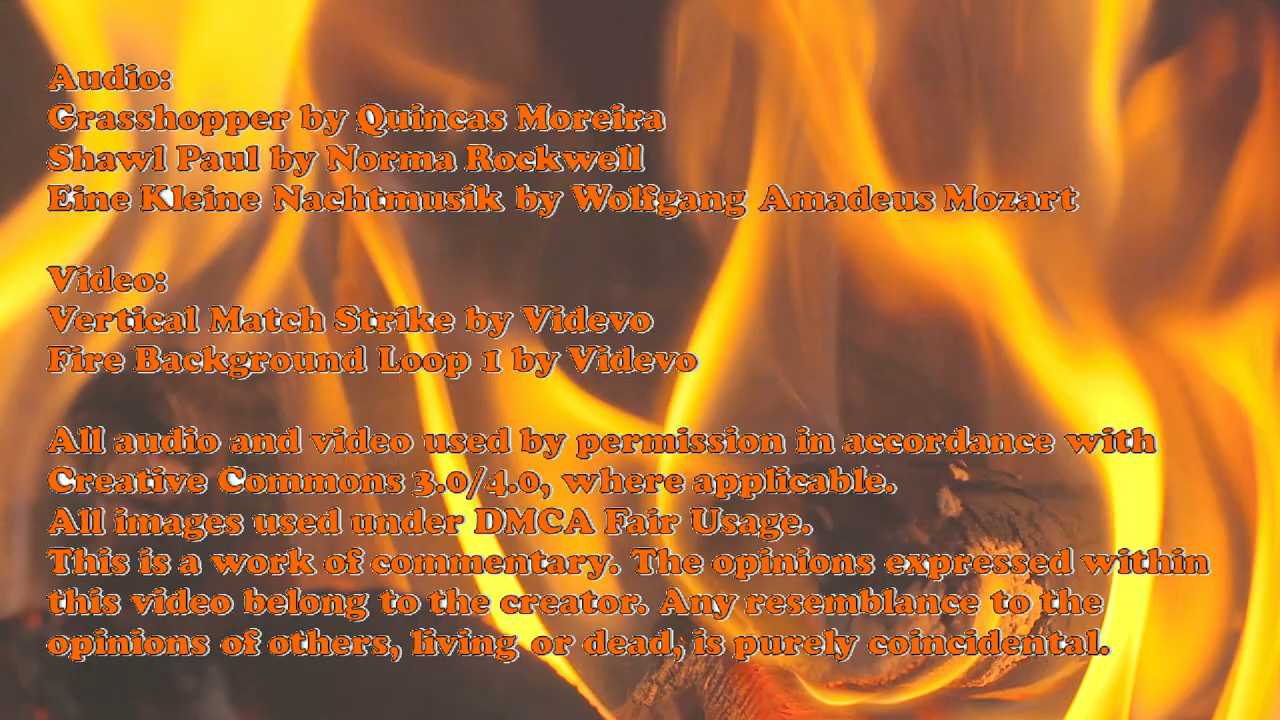 Audio:
Grasshopper by Quincas Moreira
Shawl Paul by Norma Rockwell
Eine Kleine Nachtmusik by Wolfgang Amadeus Mozart
Video:
Vertical Match Strike by Videvo
Fire Background Loop 1 by Videvo
All audio and video used by permission in accordance with
Creative Commons 3.0/4.0, where applicable.
All images used under DMCA Fair Usage.
This is a work of commentary. The opinions expressed within
this video belong to the creator. Any resemblance to the
opinions of others, living or dead, is purely coincidental.